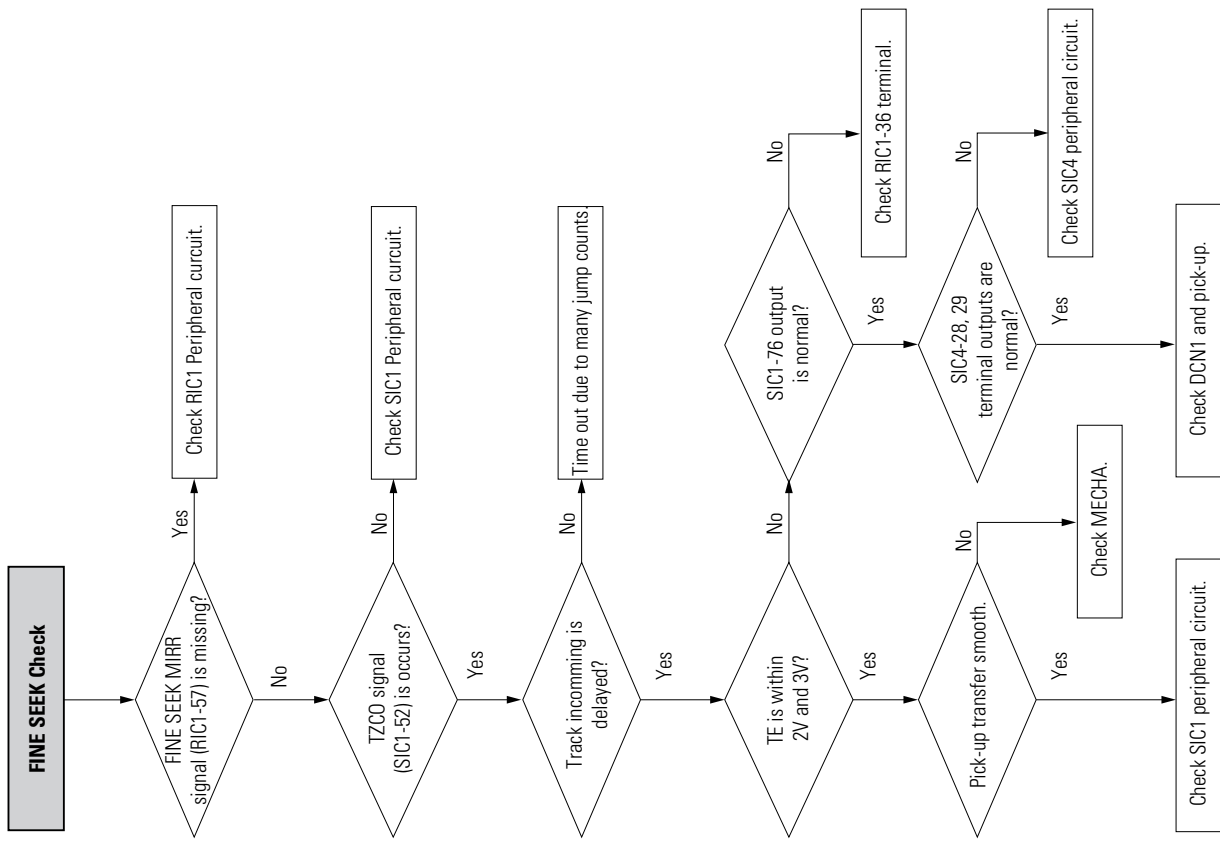 FINE SEEK Check
FINE SEEK MIRR
signal (RIC1-57) is missing?
Yes
Check RIC1 Peripheral curcuit.
No
TZCO signal
(SIC1-52) is occurs?
No
Check SIC1 Peripheral curcuit.
Yes
Track incomming is
delayed?
No
Time out due to many jump counts.
Yes
TE is within
2V and 3V?
No
SIC1-76 output
is normal?
No
Check RIC1-36 terminal.
Yes
Yes
Pick-up transfer smooth.
No
Check MECHA.
Yes
Check SIC1 peripheral circuit.
SIC4-28, 29
terminal outputs are
normal?
No
Check SIC4 peripheral circuit.
Yes
Check DCN1 and pick-up.